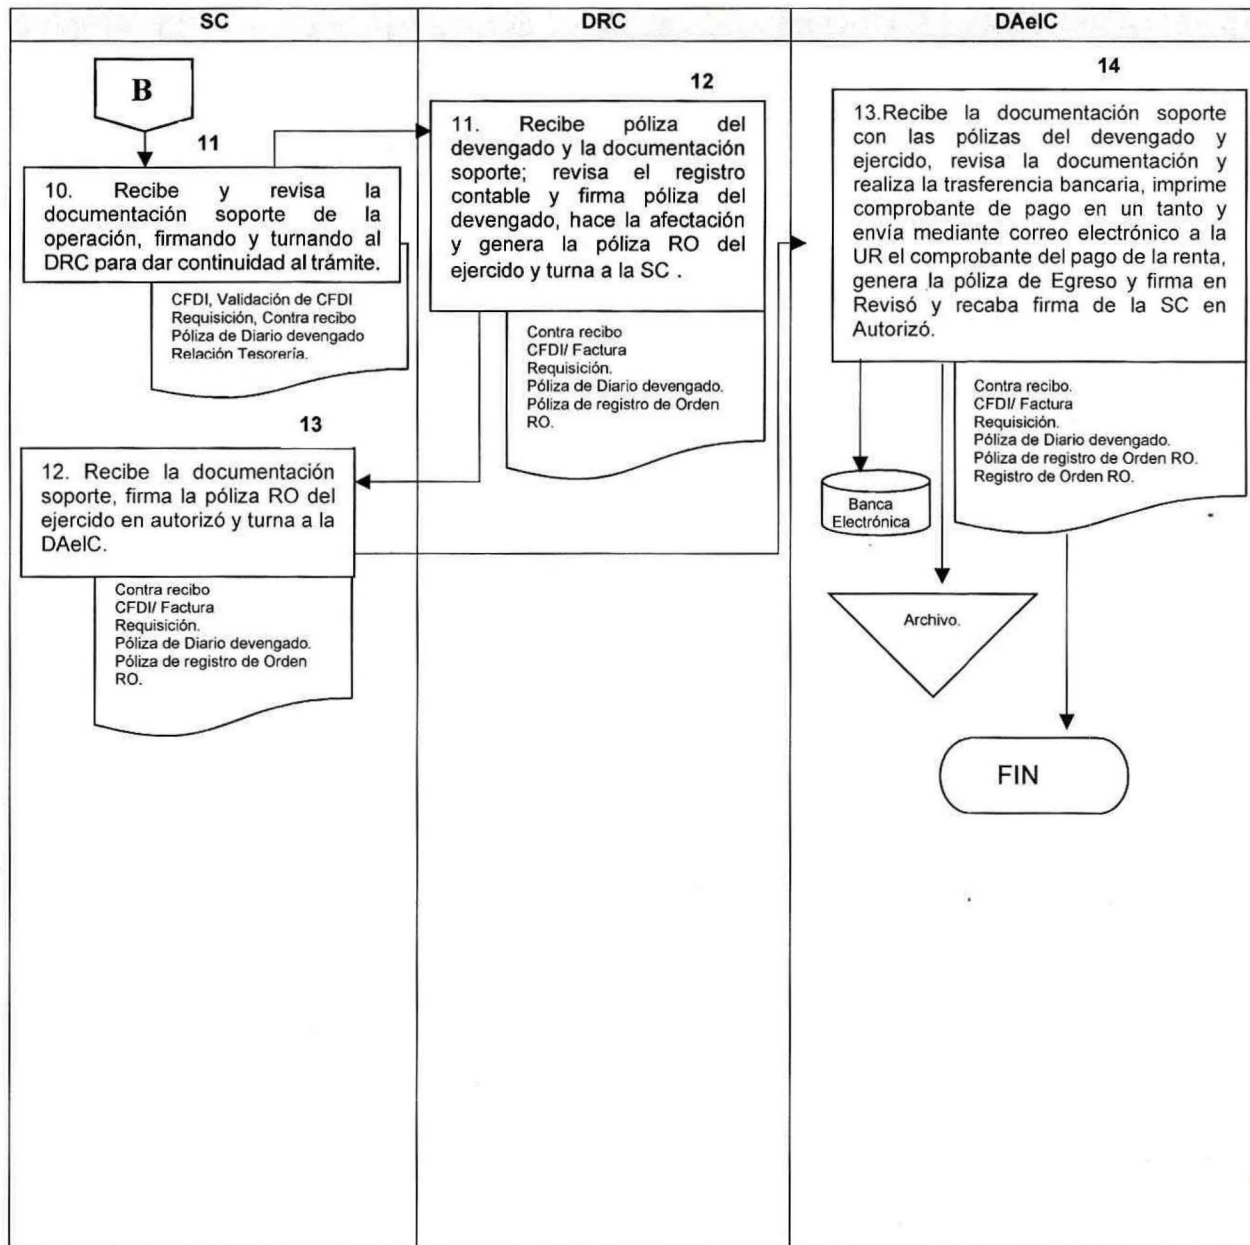 SC
DRC
DAeIC
B
11
10. Recibe y revisa la
documentación soporte de la
operación, firmando y turnando al
DRC para dar continuidad al trámite.
CFDI, Validación de CFDI
Requisición, Contra recibo
Póliza de Diario devengado
Relación Tesorería.
12
11. Recibe póliza del
devengado y la documentación
soporte; revisa el registro
contable y firma póliza del
devengado, hace la afectación
y genera la póliza RO del
ejercido y turna a la SC .
Contra recibo
CFDI/ Factura
Requisición.
Póliza de Diario devengado.
Póliza de registro de Orden
RO.
13
12. Recibe la documentación
soporte, firma la póliza RO del
ejercido en autorizó y turna a la
DAeIC.
Contra recibo
CFDI/ Factura
Requisición.
Póliza de Diario devengado.
Póliza de registro de Orden
RO.
14
13.Recibe la documentación soporte
con las pólizas del devengado y
ejercido, revisa la documentación y
realiza la trasferencia bancaria, imprime
comprobante de pago en un tanto y
envía mediante correo electrónico a la
UR el comprobante del pago de la renta,
genera la póliza de Egreso y firma en
Revisó y recaba firma de la SC en
Autorizó.
Contra recibo.
CFDI/ Factura
Requisición.
Póliza de Diario devengado.
Póliza de registro de Orden RO.
Registro de Orden RO.
Banca
Electrónica
Archivo.
FIN